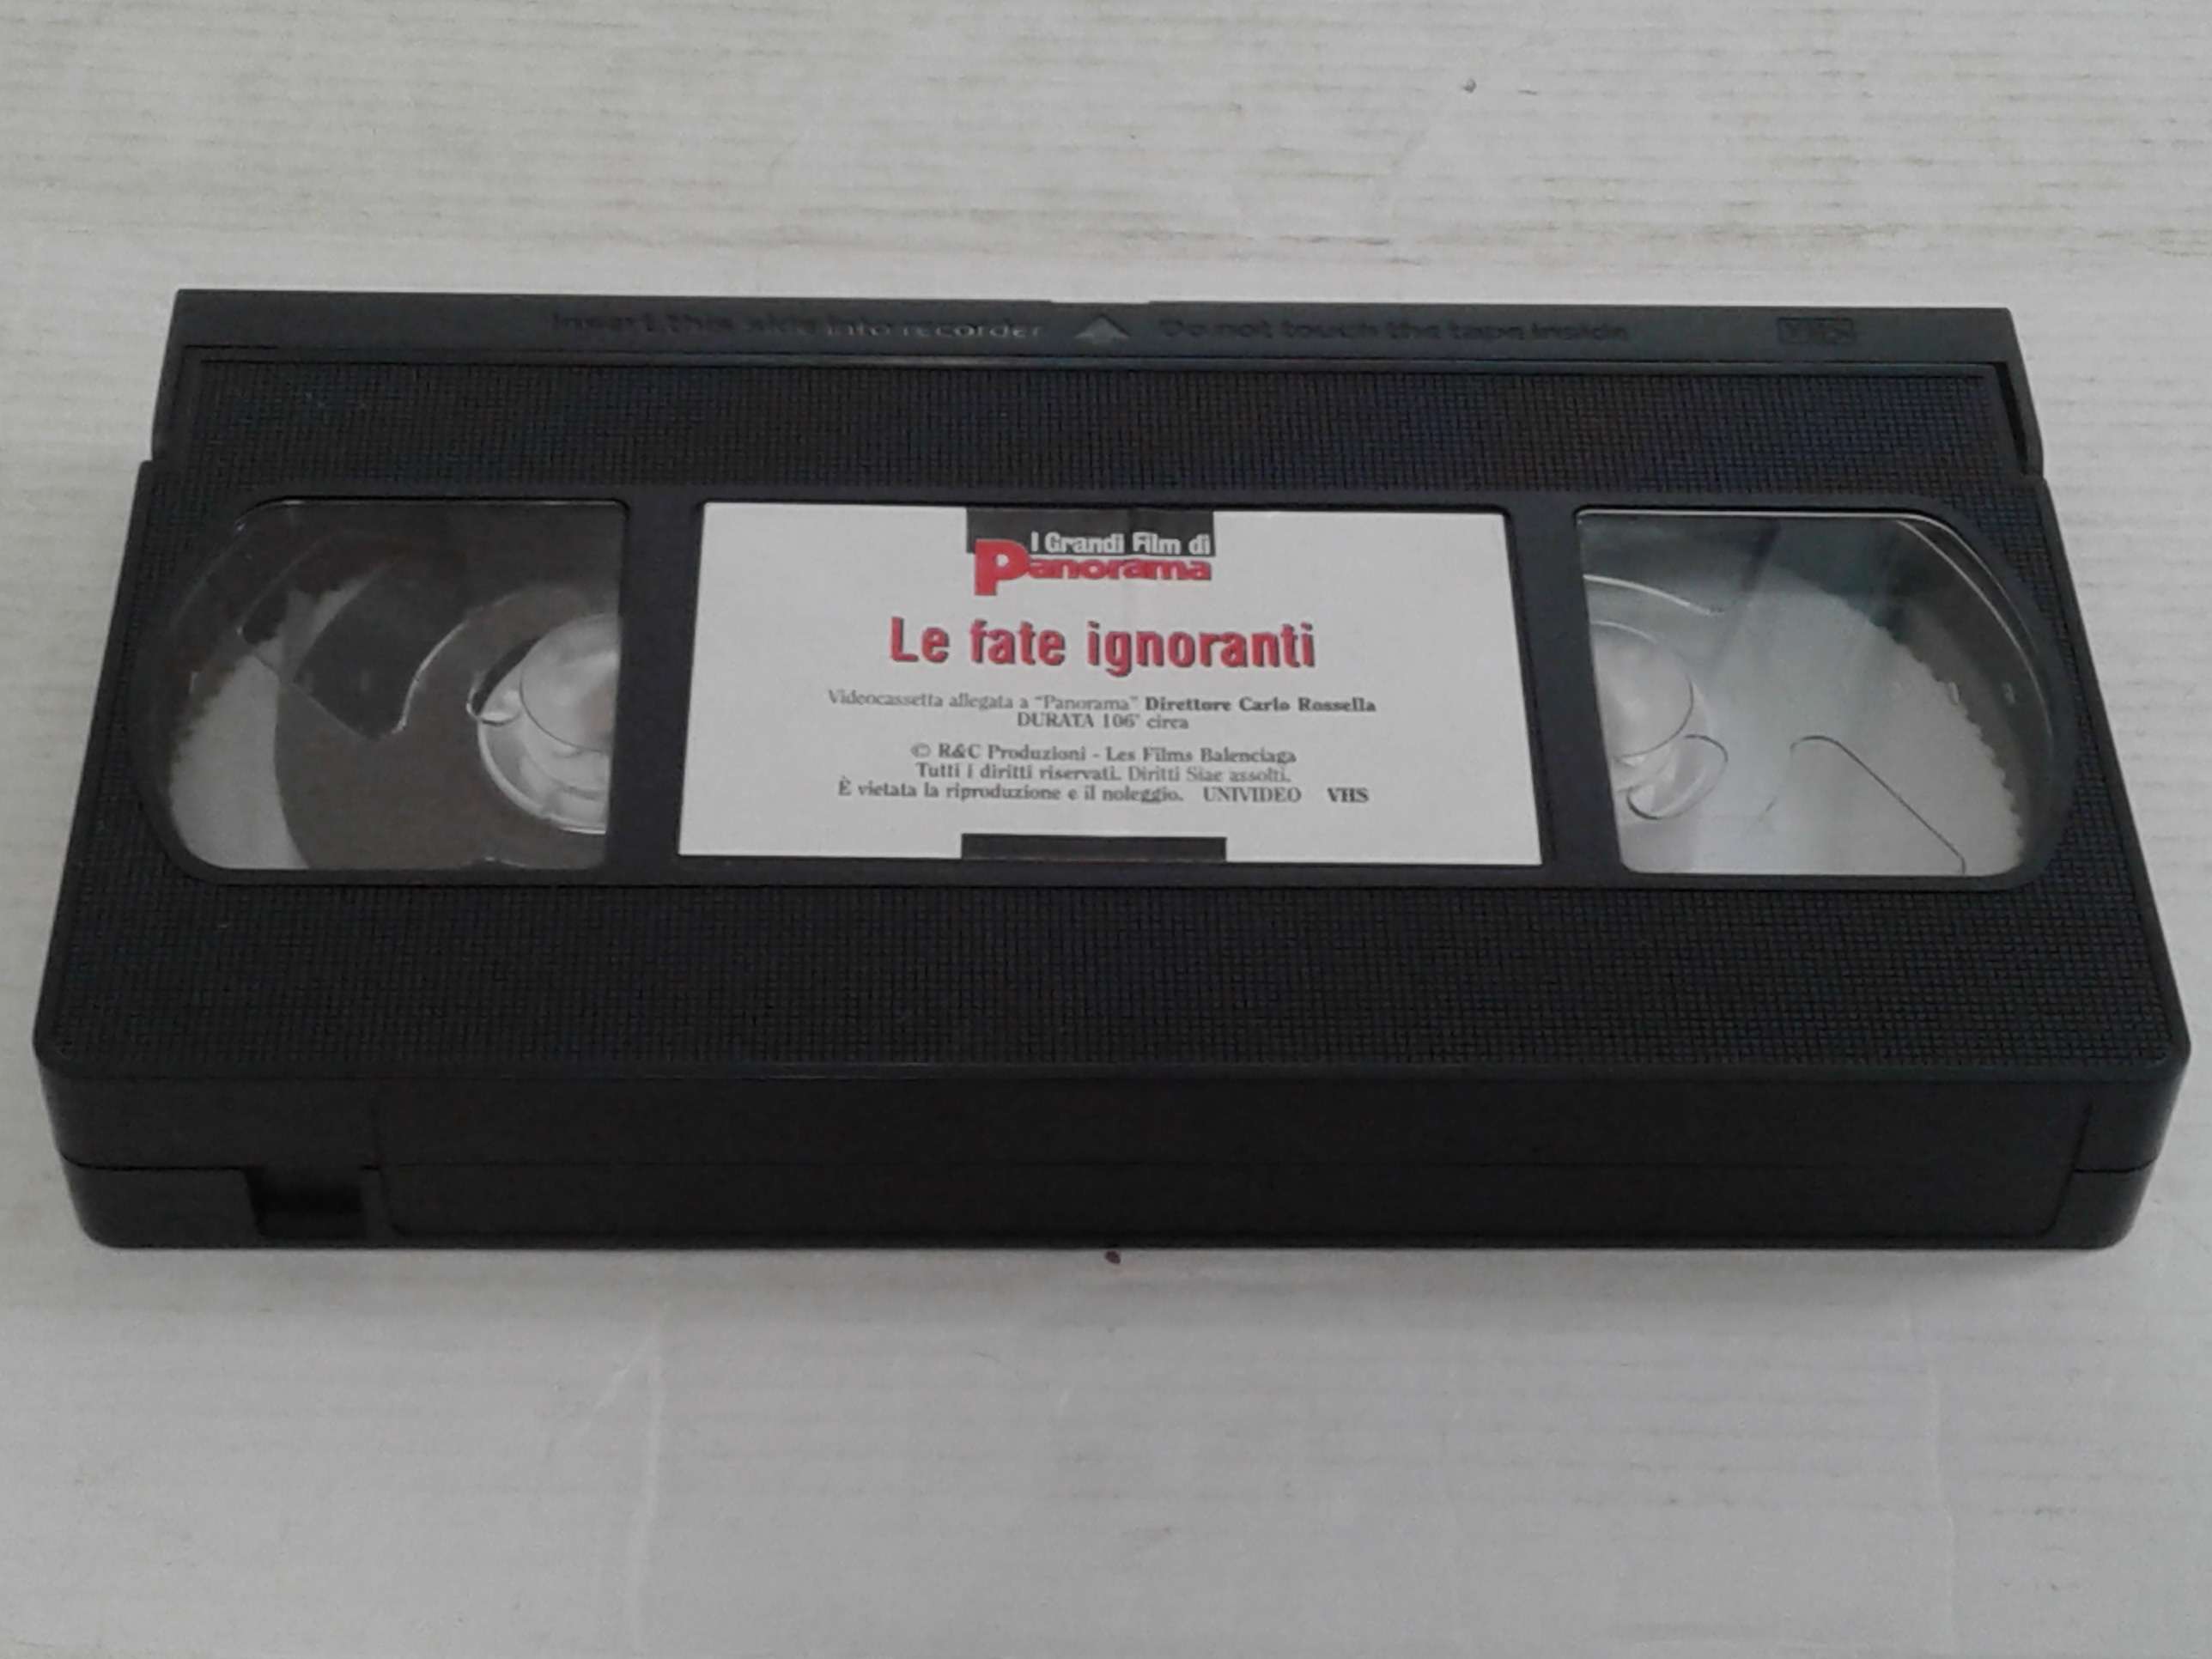 Insert this side into recorder Do not touch the tape inside VHS
I Grandi Film di
Panorama
Le fate ignoranti
Videocassetta allegata a "Panorama" Direttore Carlo Rossella
DURATA 106' circa
© R&C Produzioni - Les Films Balenciaga
Tutti i diritti riservati. Diritti Siae assolti.
È vietata la riproduzione e il noleggio. UNIVIDEO VHS